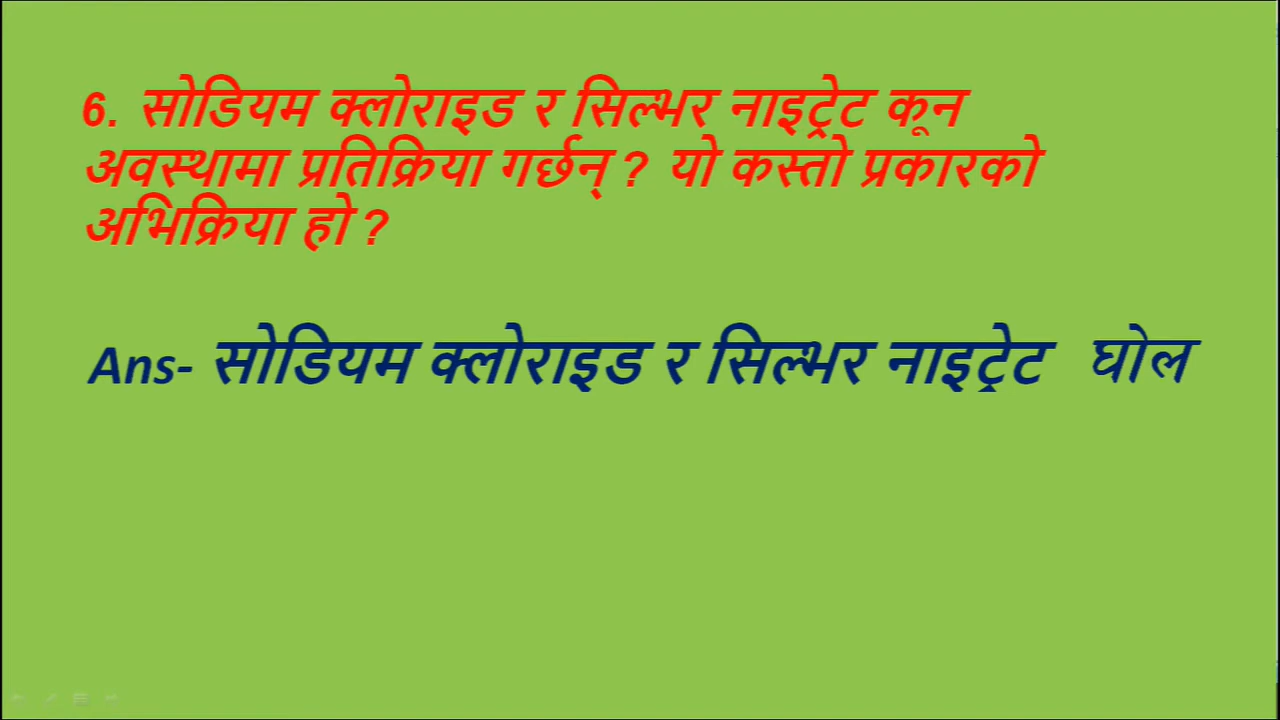 6. सोडियम क्लोराइड र सिल्भर नाइट्रेट कून
अवस्थामा प्रतिक्रिया गर्छन् ? यो कस्तो प्रकारको
अभिक्रिया हो ?
Ans- सोडियम क्लोराइड र सिल्भर नाइट्रेट घोल